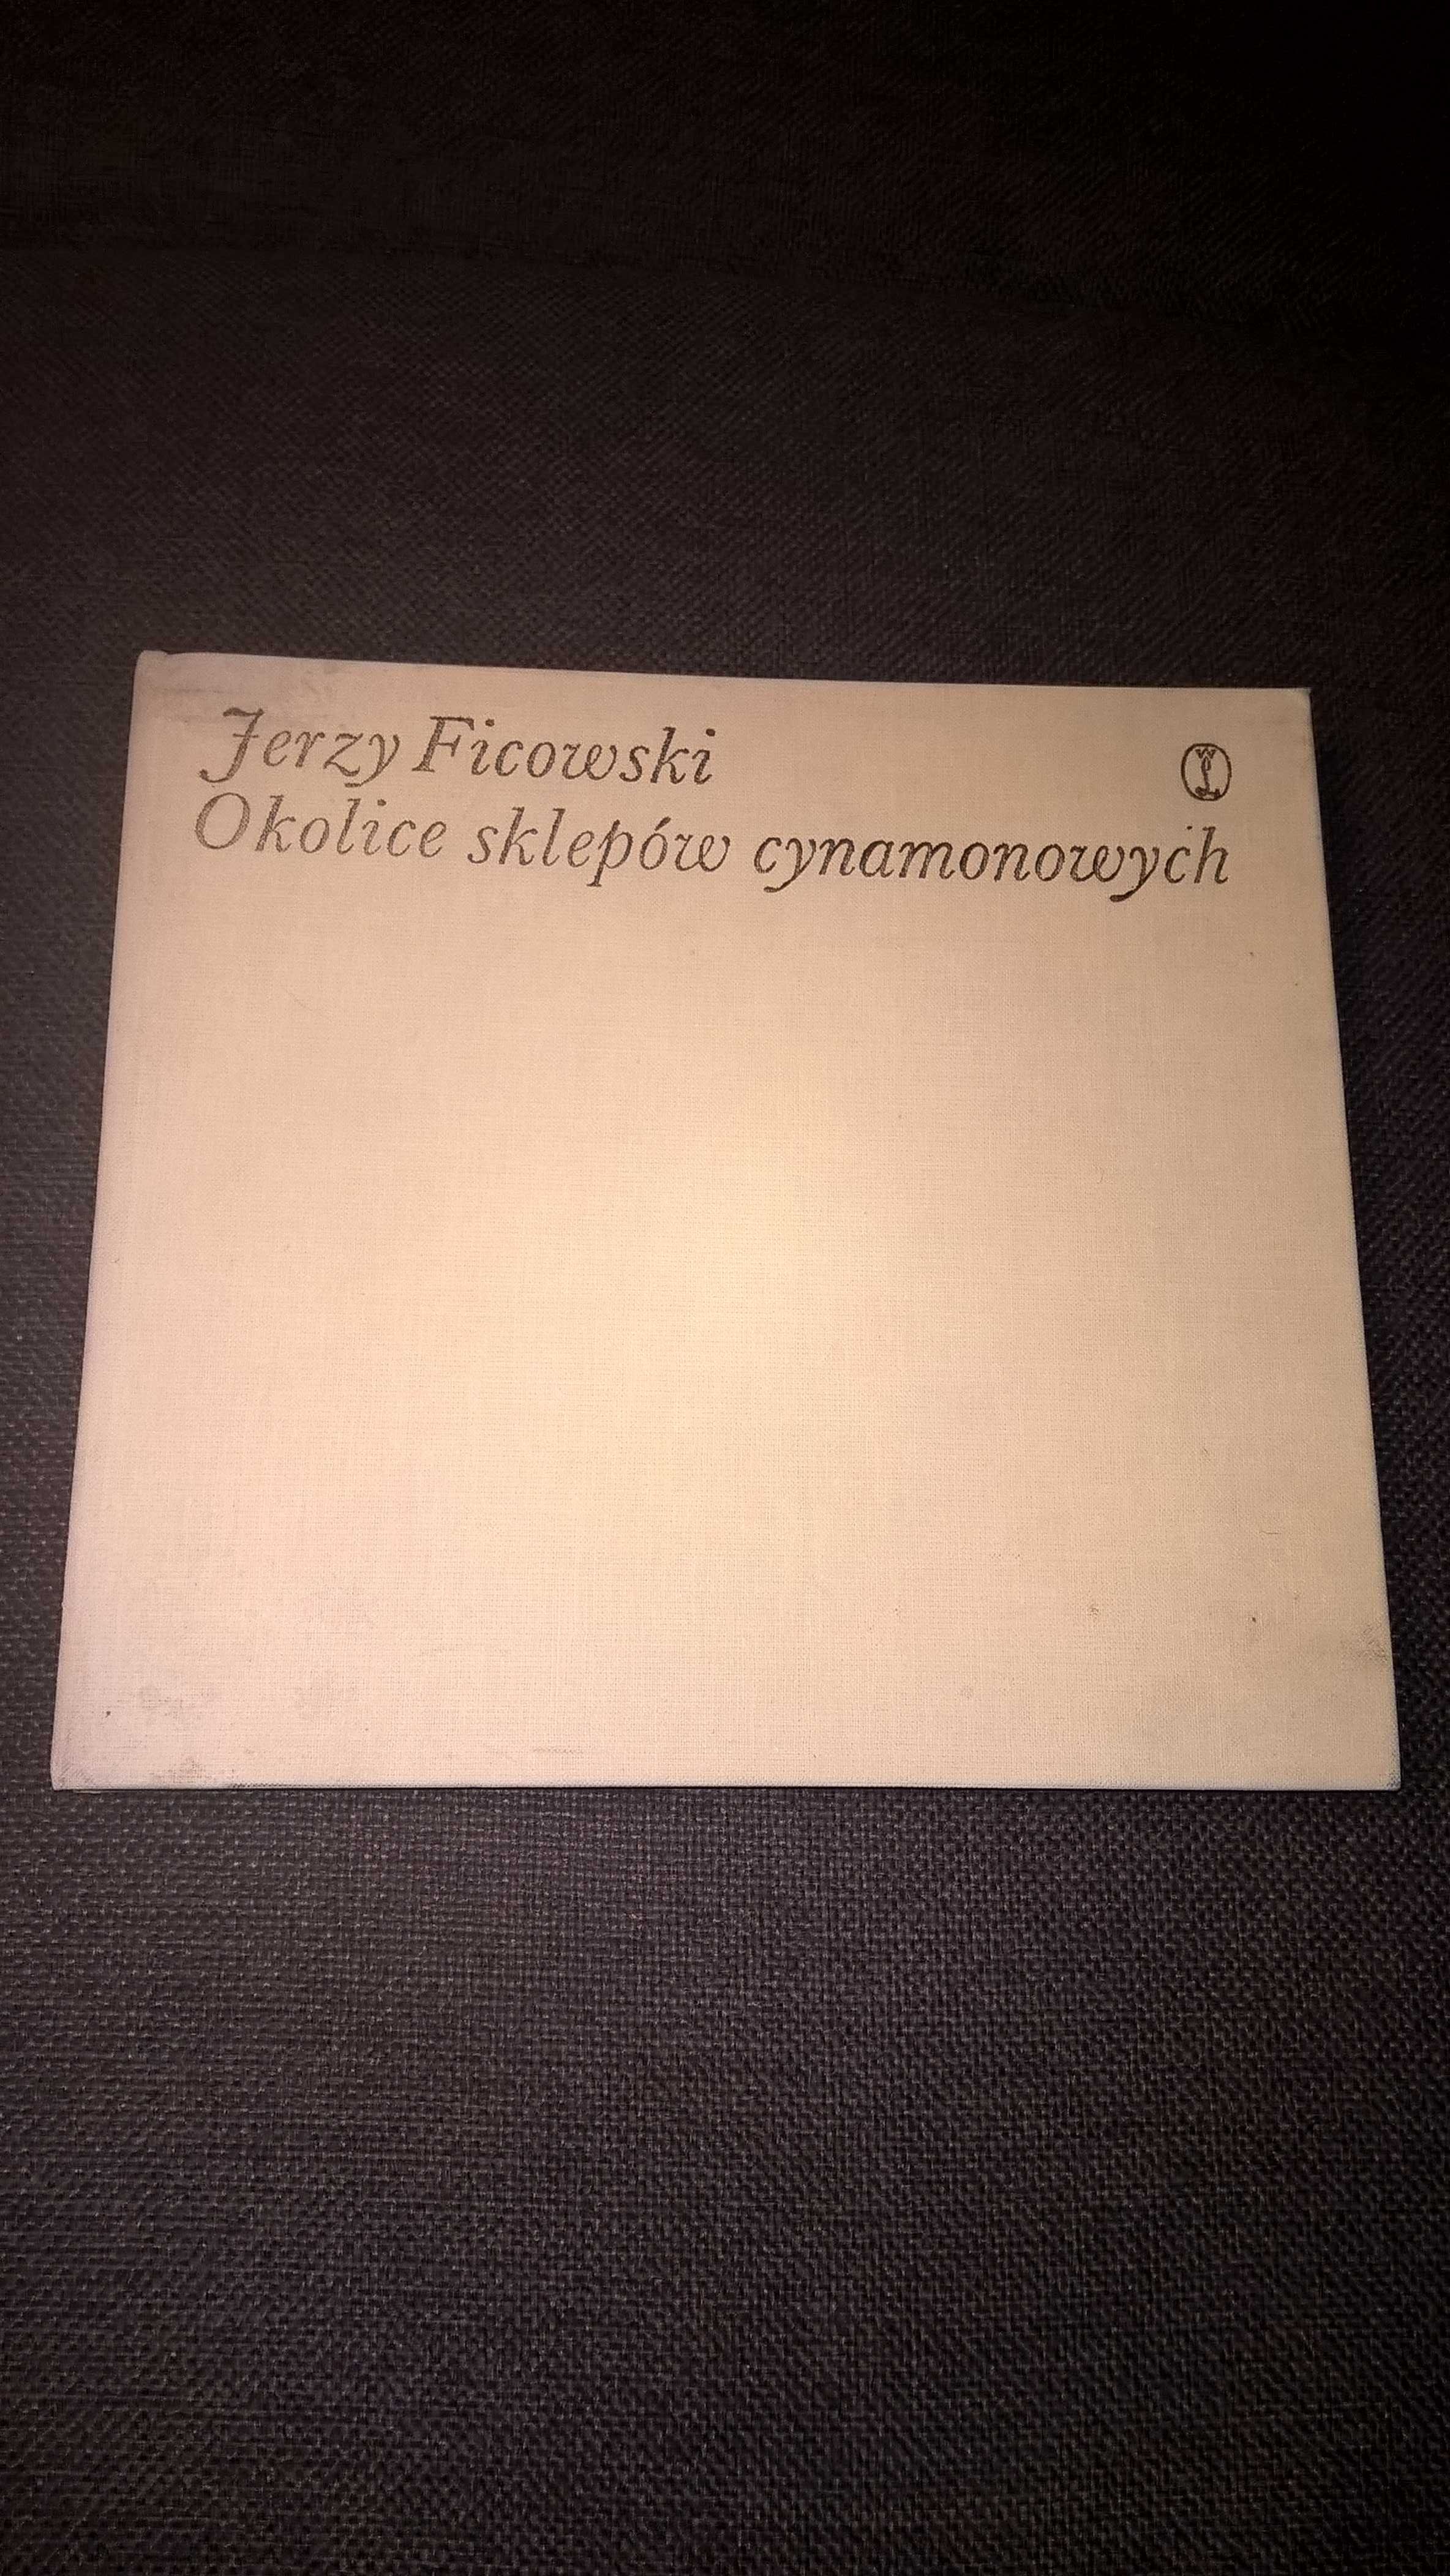 Jerzy Ficowski
Okolice sklepów cynamonowych